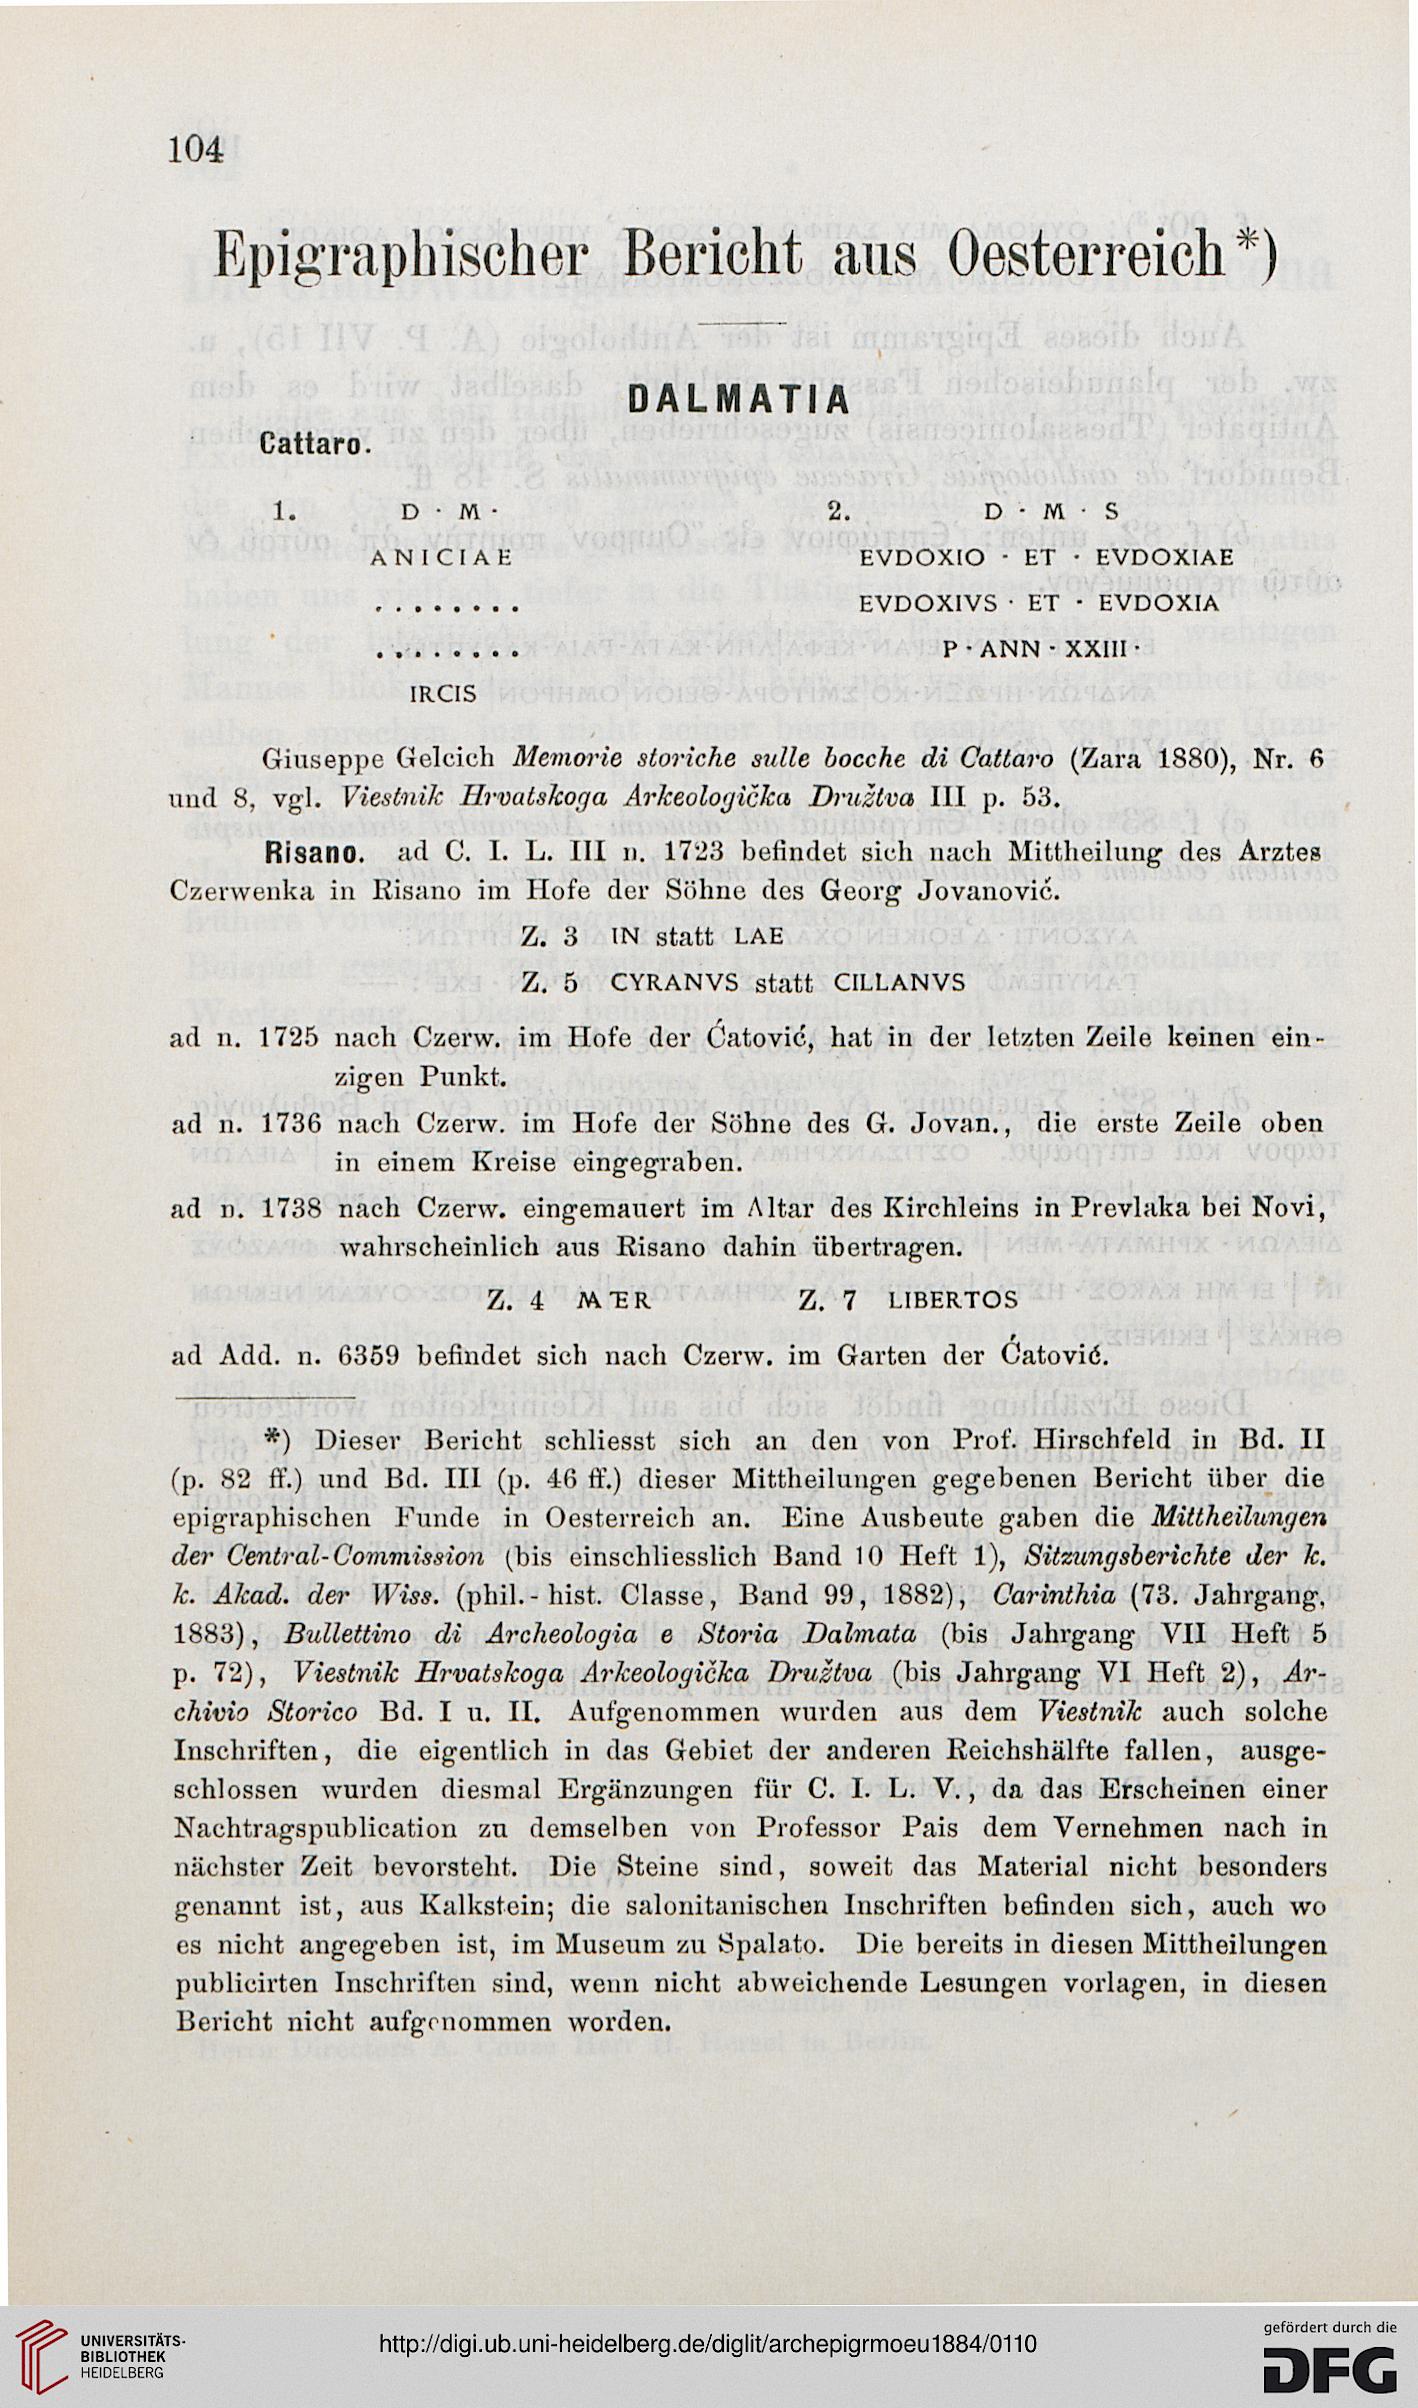 104
Epigraphischer Bericht aus Oesterreich*)
DALMATIA
Cattaro.
1. D · M ·
ANICIAE
. . . . . . . .
. . . . . . . .
IRCIS
2. D · M · S
EVDOXIO · ET · EVDOXIAE
EVDOXIVS · ET · EVDOXIA
P · ANN · XXIII ·
Giuseppe Gelcich Memorie storiche sulle bocche di Cattaro (Zara 1880), Nr. 6
und 8, vgl. Viestnik Hrvatskoga Arkeologička Družtva III p. 53.
Risano. ad C. I. L. III n. 1723 befindet sich nach Mittheilung des Arztes
Czerwenka in Risano im Hofe der Söhne des Georg Jovanović.
Z. 3 IN statt LAE
Z. 5 CYRANVS statt CILLANVS
ad n. 1725 nach Czerw. im Hofe der Ćatović, hat in der letzten Zeile keinen ein-
zigen Punkt.
ad n. 1736 nach Czerw. im Hofe der Söhne des G. Jovan., die erste Zeile oben
in einem Kreise eingegraben.
ad n. 1738 nach Czerw. eingemauert im Altar des Kirchleins in Prevlaka bei Novi,
wahrscheinlich aus Risano dahin übertragen.
Z. 4 MATER Z. 7 LIBERTOS
ad Add. n. 6359 befindet sich nach Czerw. im Garten der Ćatović.
*) Dieser Bericht schliesst sich an den von Prof. Hirschfeld in Bd. II
(p. 82 ff.) und Bd. III (p. 46 ff.) dieser Mittheilungen gegebenen Bericht über die
epigraphischen Funde in Oesterreich an. Eine Ausbeute gaben die Mittheilungen
der Central-Commission (bis einschliesslich Band 10 Heft 1), Sitzungsberichte der k.
k. Akad. der Wiss. (phil.-hist. Classe, Band 99, 1882), Carinthia (73. Jahrgang,
1883), Bullettino di Archeologia e Storia Dalmata (bis Jahrgang VII Heft 5
p. 72), Viestnik Hrvatskoga Arkeologička Družtva (bis Jahrgang VI Heft 2), Ar-
chivio Storico Bd. I u. II. Aufgenommen wurden aus dem Viestnik auch solche
Inschriften, die eigentlich in das Gebiet der anderen Reichshälfte fallen, ausge-
schlossen wurden diesmal Ergänzungen für C. I. L. V., da das Erscheinen einer
Nachtragspublication zu demselben von Professor Pais dem Vernehmen nach in
nächster Zeit bevorsteht. Die Steine sind, soweit das Material nicht besonders
genannt ist, aus Kalkstein; die salonitanischen Inschriften befinden sich, auch wo
es nicht angegeben ist, im Museum zu Spalato. Die bereits in diesen Mittheilungen
publicirten Inschriften sind, wenn nicht abweichende Lesungen vorlagen, in diesen
Bericht nicht aufgenommen worden.
UNIVERSITÄTS-
BIBLIOTHEK
HEIDELBERG
http://digi.ub.uni-heidelberg.de/diglit/archepigrmoeu1884/0110
gefördert durch die
DFG